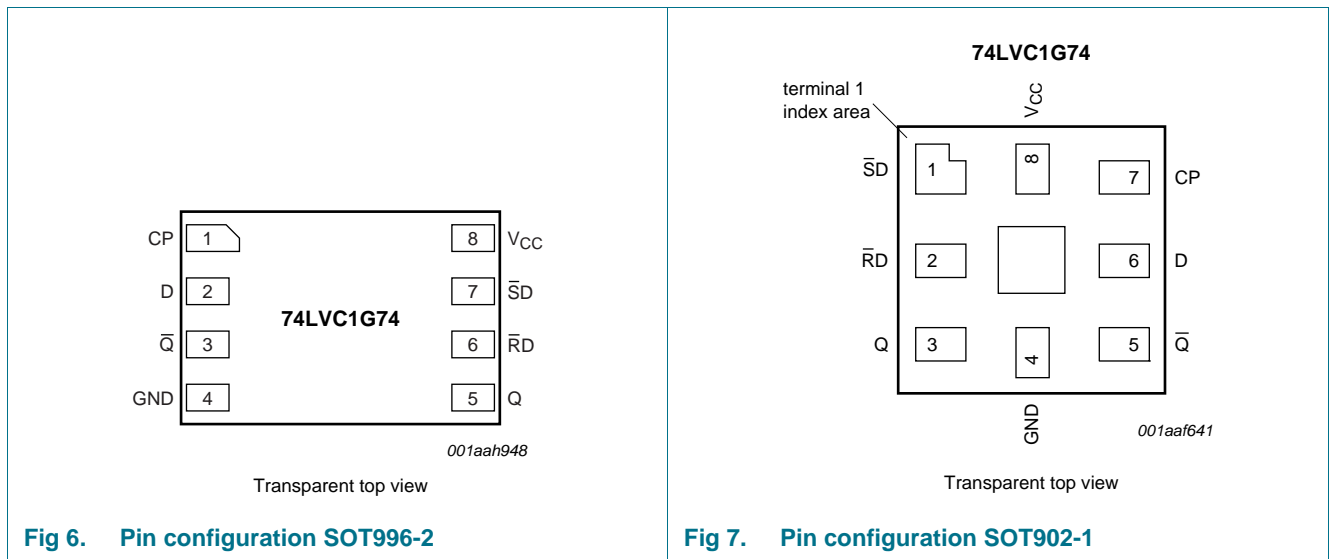 CP 1 8 VCC
D 2 7 S̅D
Q̅ 3 6 R̅D
GND 4 5 Q
74LVC1G74
001aah948
Transparent top view
Fig 6. Pin configuration SOT996-2
74LVC1G74
terminal 1
index area
VCC
S̅D 1 8 7 CP
R̅D 2 6 D
Q 3 4 5 Q̅
GND
001aaf641
Transparent top view
Fig 7. Pin configuration SOT902-1